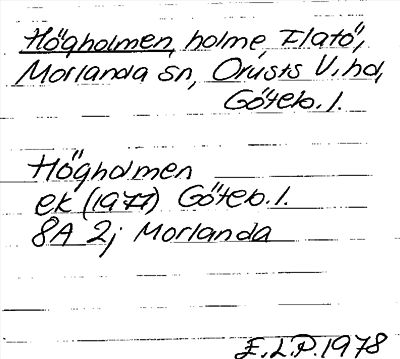 Högholmen, holme, Flatö,
Morlanda sn, Orusts V. hd,
Göteb. l.
Högholmen
ek (1977) Göteb. l.
8A 2j Morlanda
E.L.P. 1978